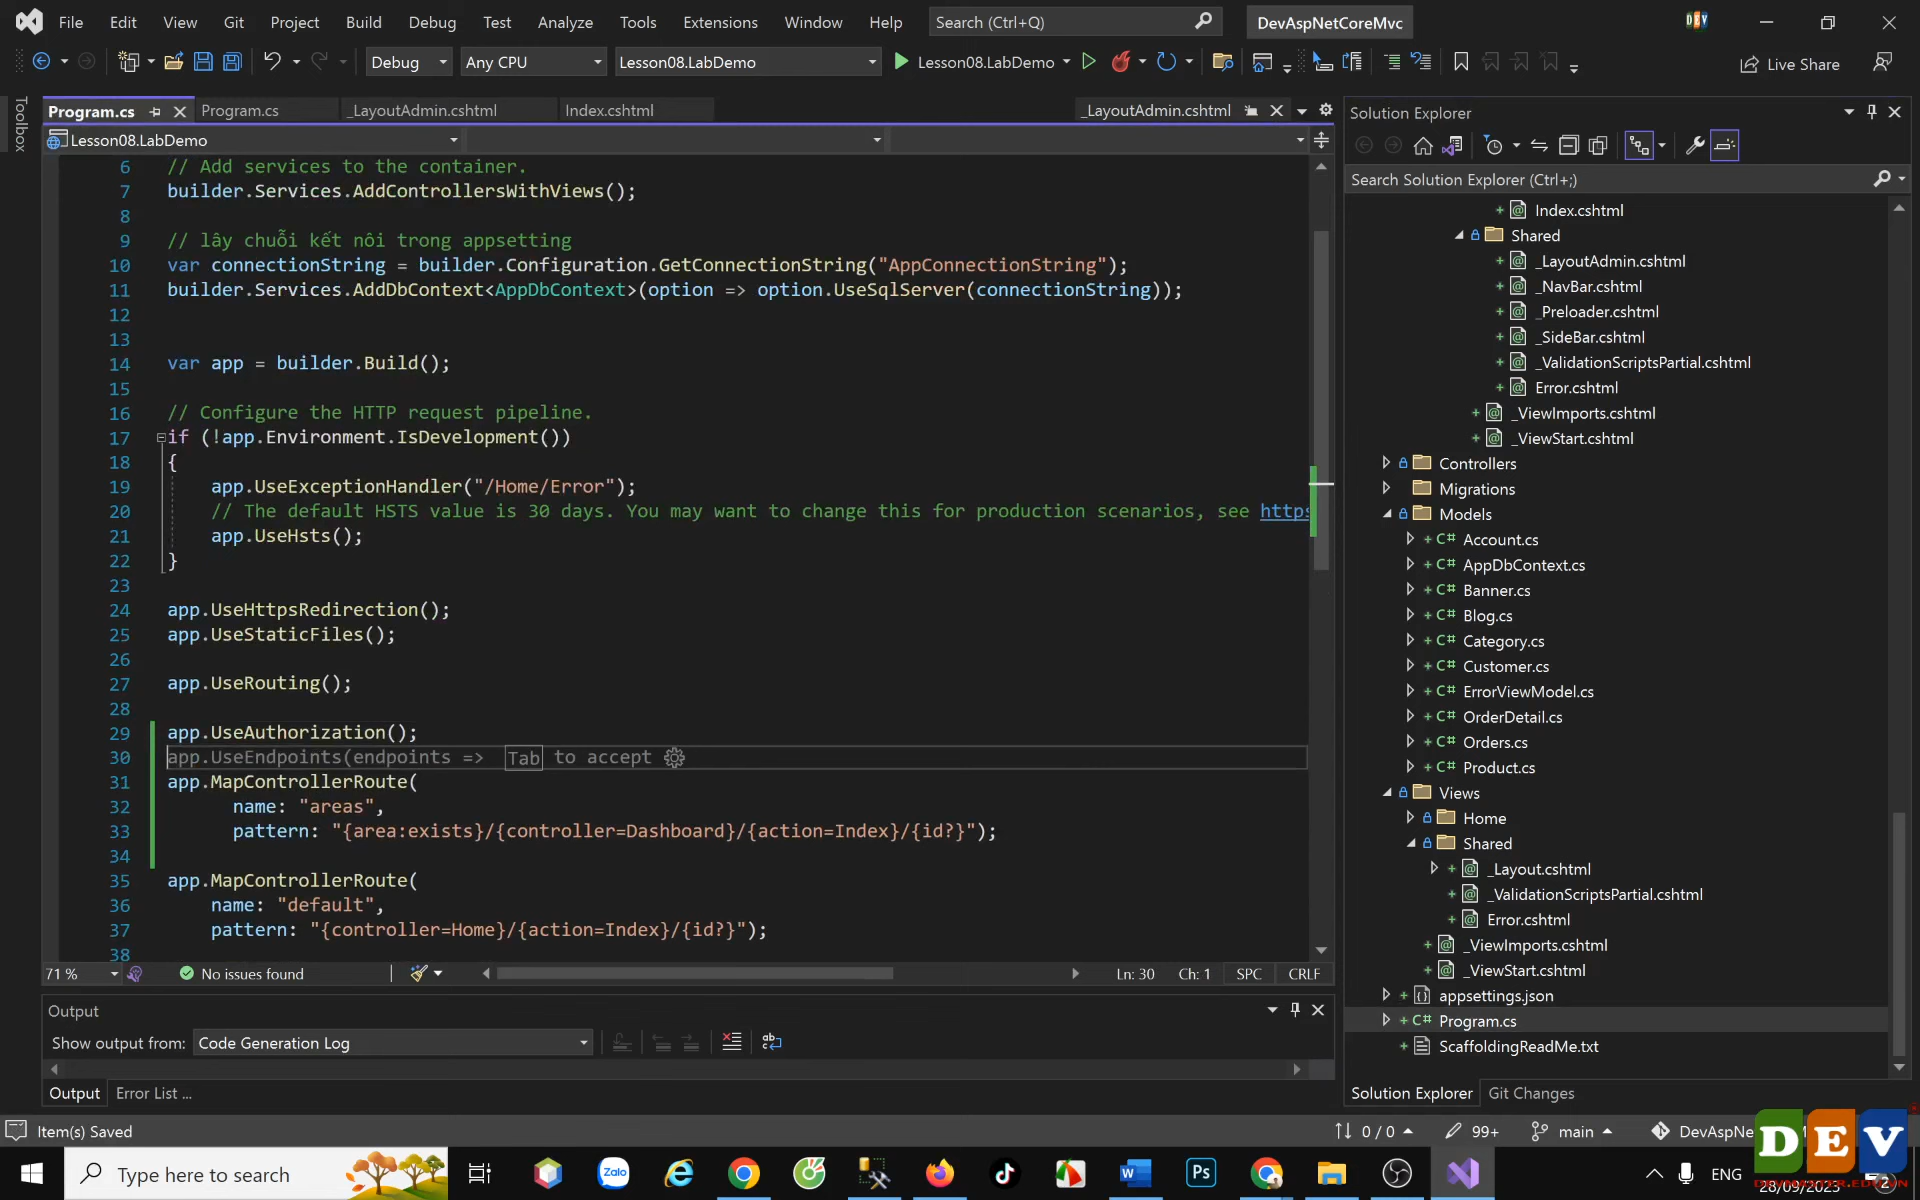 File Edit View Git Project Build Debug Test Analyze Tools Extensions Window Help Search (Ctrl+Q) DevAspNetCoreMvc
Debug Any CPU Lesson08.LabDemo Lesson08.LabDemo Live Share
Toolbox
Program.cs Program.cs _LayoutAdmin.cshtml Index.cshtml _LayoutAdmin.cshtml
Lesson08.LabDemo
6 // Add services to the container.
7 builder.Services.AddControllersWithViews();
8
9 // lây chuỗi kết nôi trong appsetting
10 var connectionString = builder.Configuration.GetConnectionString("AppConnectionString");
11 builder.Services.AddDbContext<AppDbContext>(option => option.UseSqlServer(connectionString));
12
13
14 var app = builder.Build();
15
16 // Configure the HTTP request pipeline.
17 if (!app.Environment.IsDevelopment())
18 {
19 app.UseExceptionHandler("/Home/Error");
20 // The default HSTS value is 30 days. You may want to change this for production scenarios, see https
21 app.UseHsts();
22 }
23
24 app.UseHttpsRedirection();
25 app.UseStaticFiles();
26
27 app.UseRouting();
28
29 app.UseAuthorization();
30 app.UseEndpoints(endpoints => Tab to accept
31 app.MapControllerRoute(
32 name: "areas",
33 pattern: "{area:exists}/{controller=Dashboard}/{action=Index}/{id?}");
34
35 app.MapControllerRoute(
36 name: "default",
37 pattern: "{controller=Home}/{action=Index}/{id?}");
38
71 % No issues found Ln: 30 Ch: 1 SPC CRLF
Output
Show output from: Code Generation Log
Output Error List ...
Solution Explorer
Search Solution Explorer (Ctrl+;)
Index.cshtml
Shared
_LayoutAdmin.cshtml
_NavBar.cshtml
_Preloader.cshtml
_SideBar.cshtml
_ValidationScriptsPartial.cshtml
Error.cshtml
_ViewImports.cshtml
_ViewStart.cshtml
Controllers
Migrations
Models
C# Account.cs
C# AppDbContext.cs
C# Banner.cs
C# Blog.cs
C# Category.cs
C# Customer.cs
C# ErrorViewModel.cs
C# OrderDetail.cs
C# Orders.cs
C# Product.cs
Views
Home
Shared
_Layout.cshtml
_ValidationScriptsPartial.cshtml
Error.cshtml
_ViewImports.cshtml
_ViewStart.cshtml
appsettings.json
C# Program.cs
ScaffoldingReadMe.txt
Solution Explorer Git Changes
Item(s) Saved 0 / 0 99+ main DevAspNe
Type here to search Zalo Ps ENG
28/09/2023
DEV